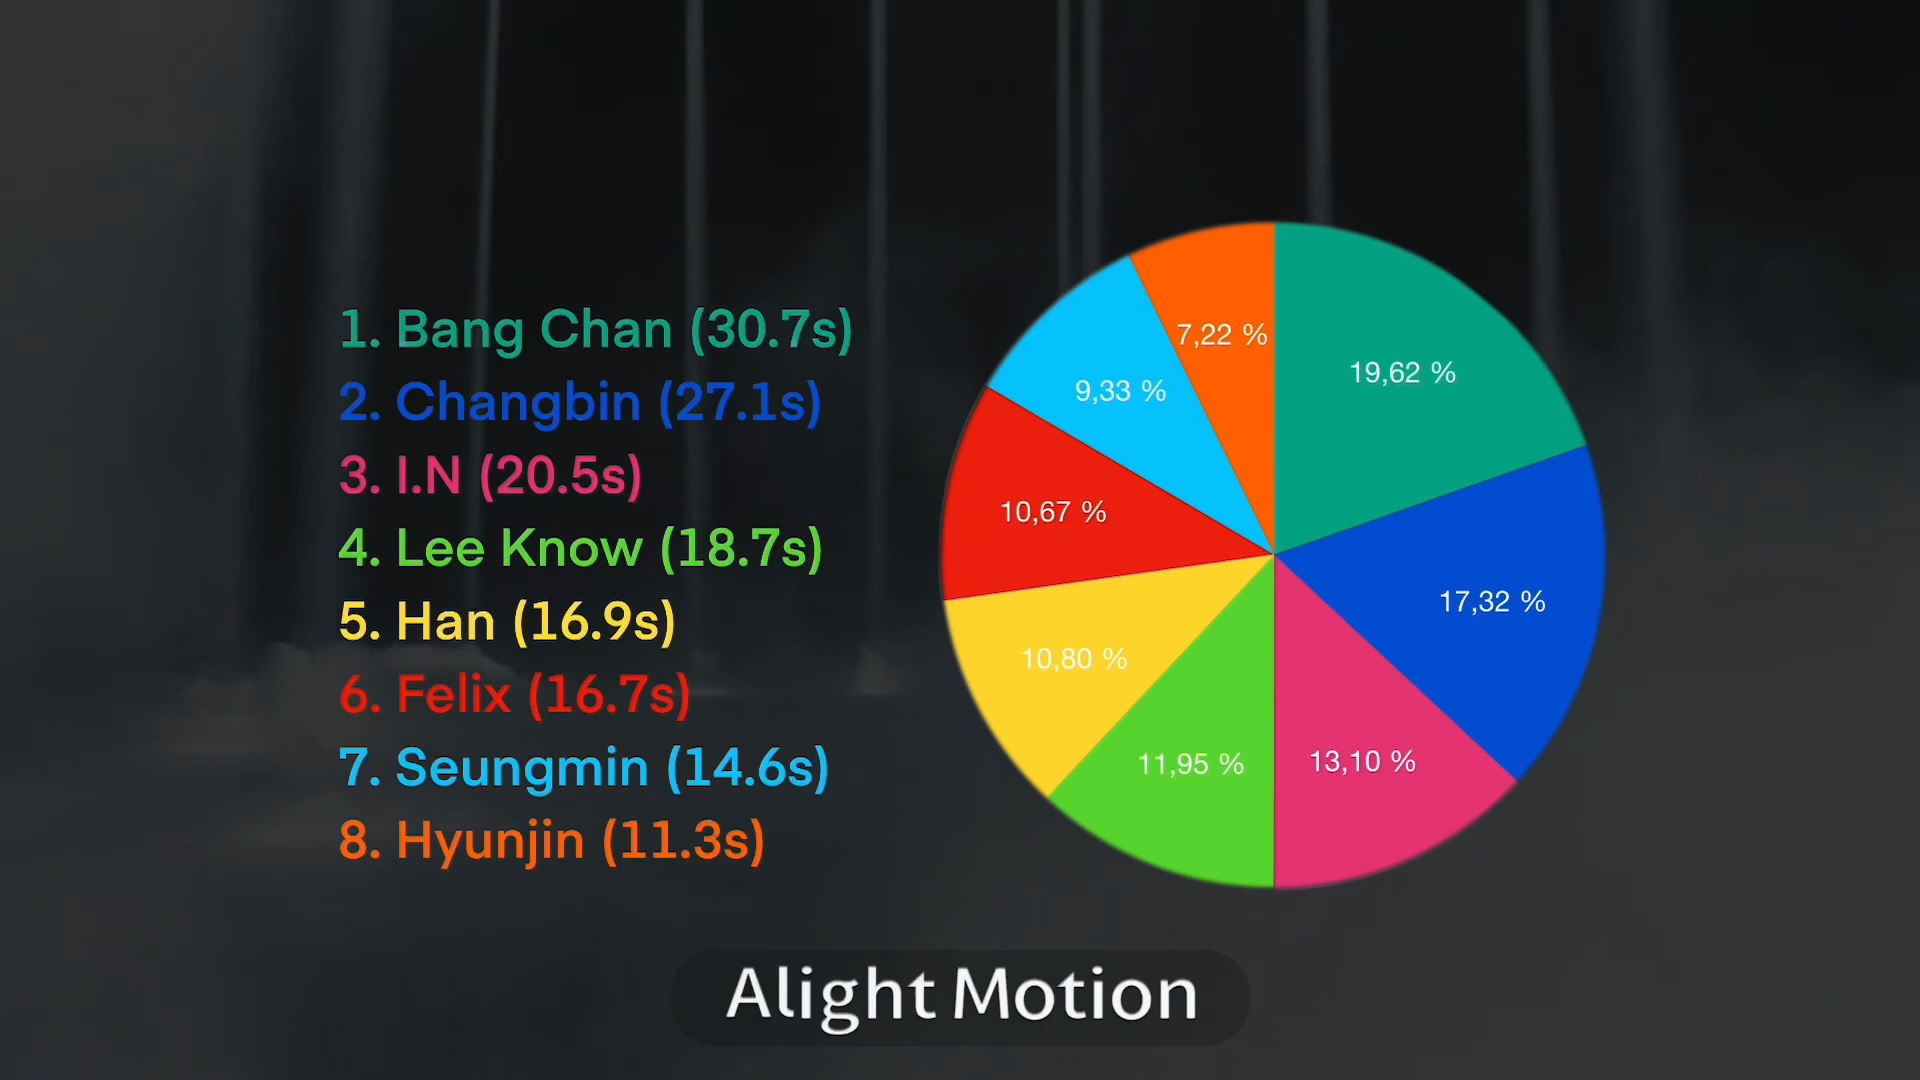 1. Bang Chan (30.7s)
2. Changbin (27.1s)
3. I.N (20.5s)
4. Lee Know (18.7s)
5. Han (16.9s)
6. Felix (16.7s)
7. Seungmin (14.6s)
8. Hyunjin (11.3s)
7,22 %
19,62 %
9,33 %
10,67 %
17,32 %
10,80 %
11,95 %
13,10 %
Alight Motion